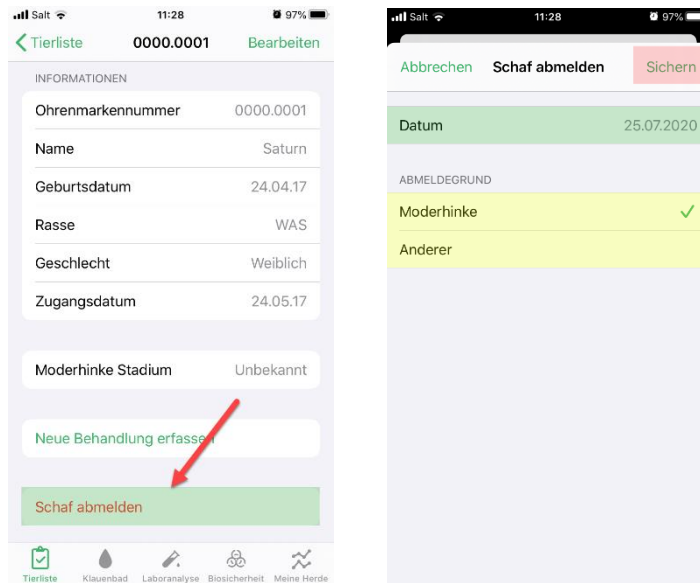 Salt 11:28 97%
Tierliste 0000.0001 Bearbeiten
INFORMATIONEN
Ohrenmarkennummer 0000.0001
Name Saturn
Geburtsdatum 24.04.17
Rasse WAS
Geschlecht Weiblich
Zugangsdatum 24.05.17
Moderhinke Stadium Unbekannt
Neue Behandlung erfassen
Schaf abmelden
Tierliste Klauenbad Laboranalyse Biosicherheit Meine Herde
Salt 11:28 97%
Abbrechen Schaf abmelden Sichern
Datum 25.07.2020
ABMELDEGRUND
Moderhinke
Anderer